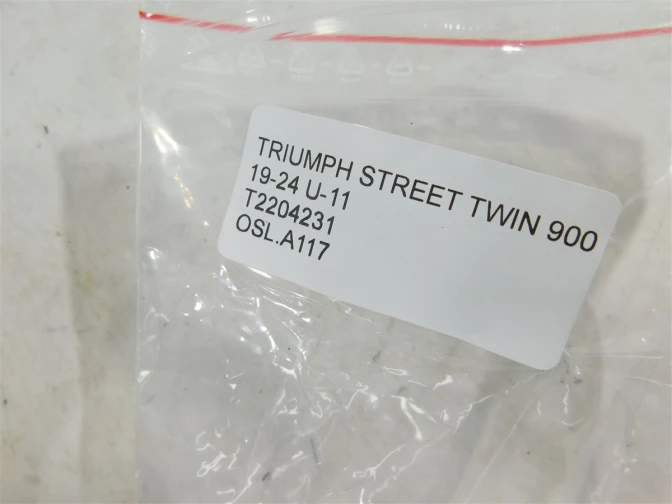 TRIUMPH STREET TWIN 900
19-24 U-11
T2204231
OSL.A117